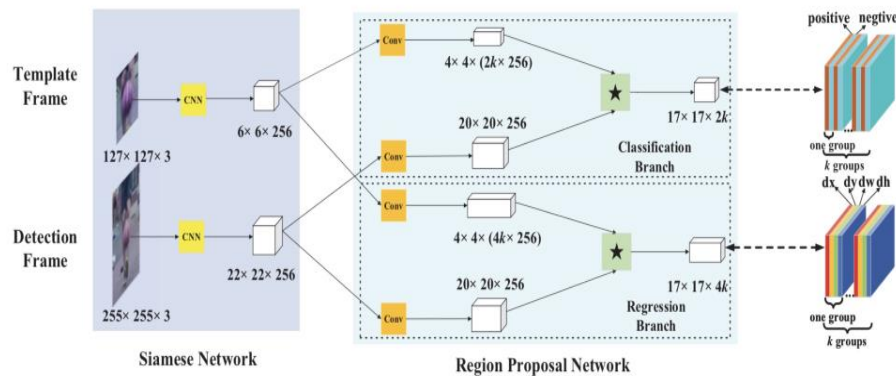 Template
Frame
127× 127× 3
CNN
6× 6× 256
Detection
Frame
255× 255× 3
CNN
22× 22× 256
Siamese Network
Conv
4× 4× (2k× 256)
Conv
20× 20× 256
★
17× 17× 2k
Classification
Branch
Conv
4× 4× (4k× 256)
Conv
20× 20× 256
★
17× 17× 4k
Regression
Branch
Region Proposal Network
positive negtive
...
one group
k groups
dx dy dw dh
...
one group
k groups